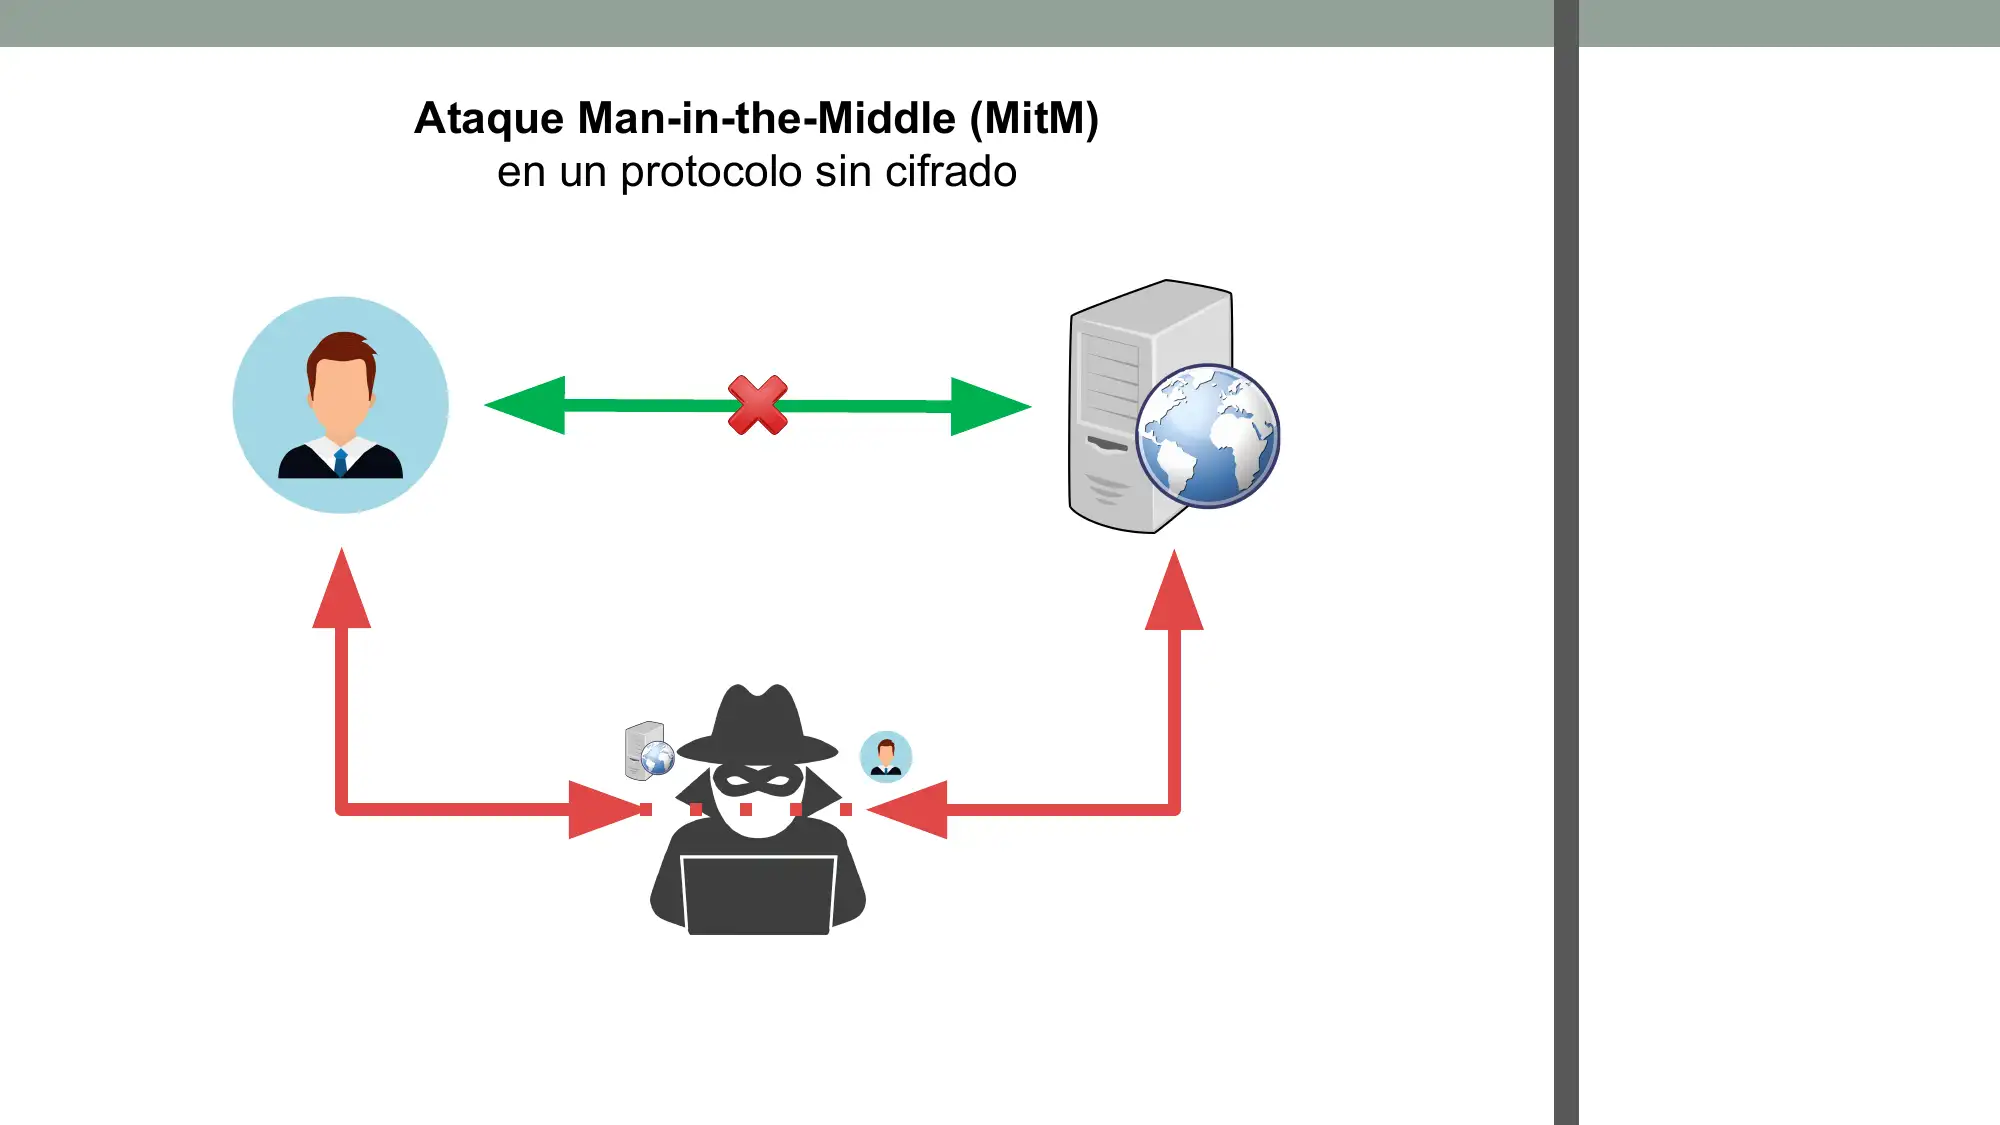 Ataque Man-in-the-Middle (MitM)
en un protocolo sin cifrado